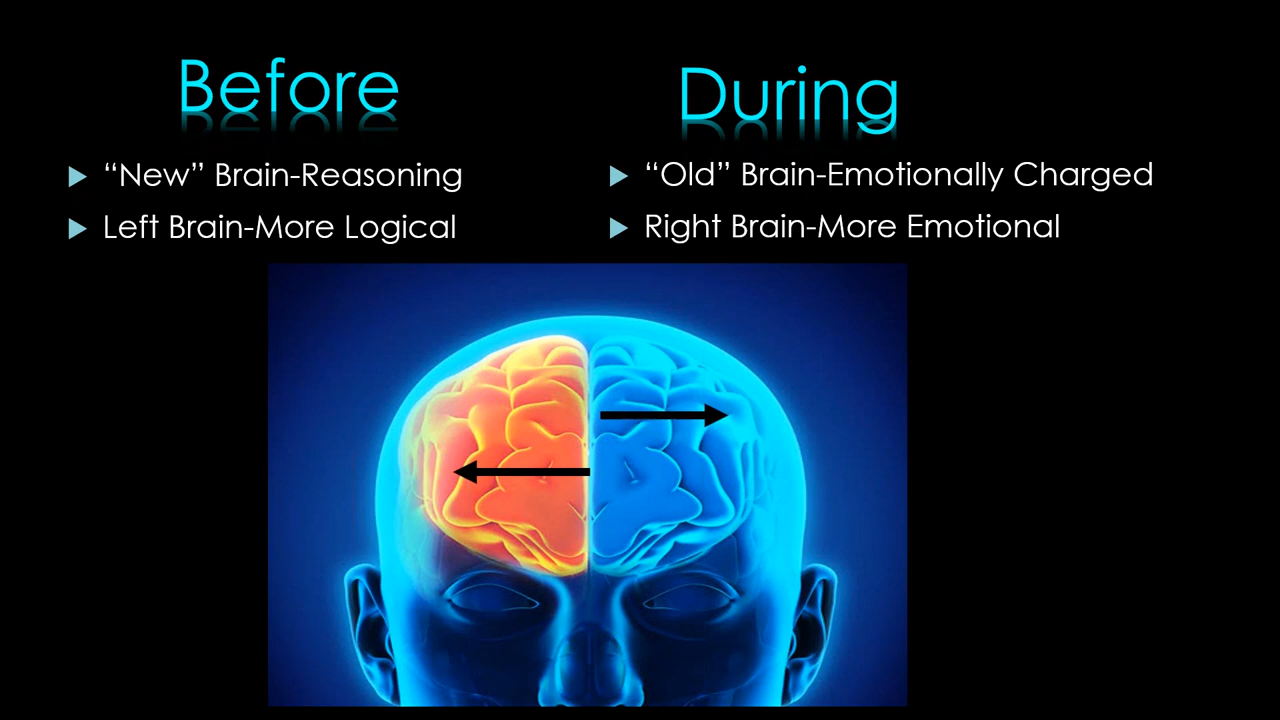 Before
“New” Brain-Reasoning
Left Brain-More Logical
During
“Old” Brain-Emotionally Charged
Right Brain-More Emotional